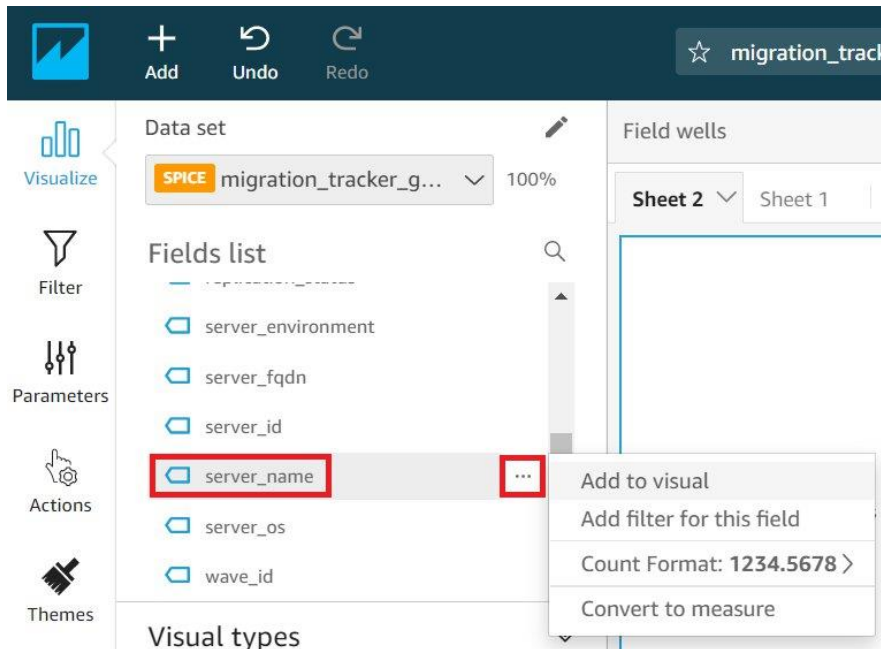 Add
Undo
Redo
migration_track
Data set
Field wells
Visualize
SPICE migration_tracker_g...
100%
Sheet 2
Sheet 1
Fields list
Filter
server_environment
server_fqdn
Parameters
server_id
server_name
...
Add to visual
Actions
Add filter for this field
server_os
Count Format: 1234.5678
wave_id
Themes
Convert to measure
Visual types